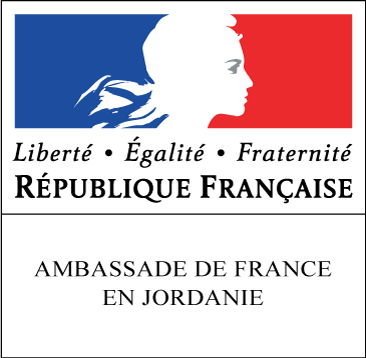 Liberté • Égalité • Fraternité
RÉPUBLIQUE FRANÇAISE
AMBASSADE DE FRANCE
EN JORDANIE